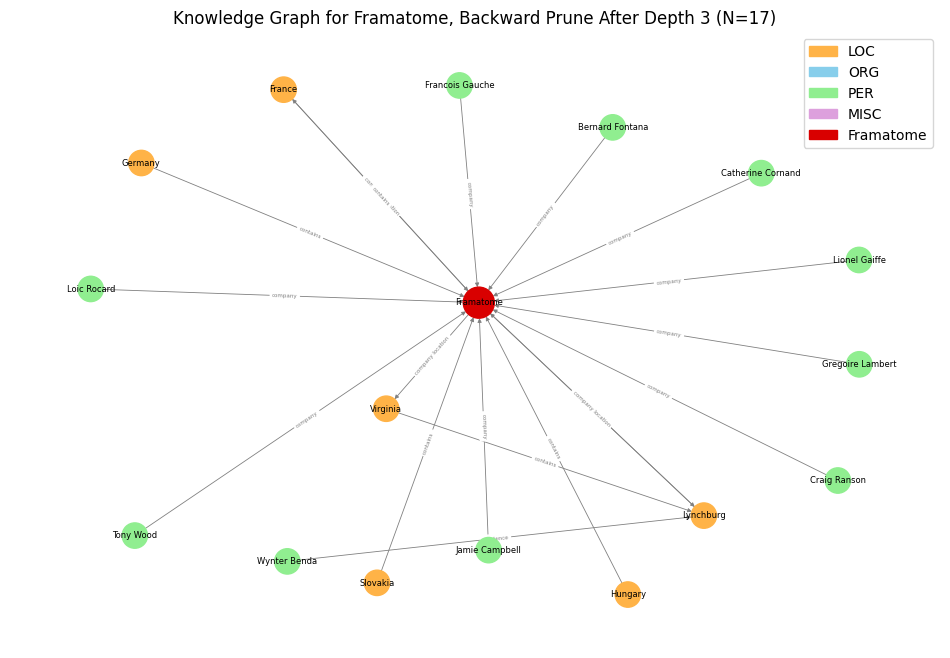 Knowledge Graph for Framatome, Backward Prune After Depth 3 (N=17)
LOC
ORG
PER
MISC
Framatome
France
Francois Gauche
Bernard Fontana
Germany
Catherine Cornand
contains
company
company
contains
company
Lionel Gaiffe
company
Loic Rocard
company
Framatome
company
Gregoire Lambert
company location
company
Virginia
company location
company
company
contains
contains
contains
Craig Ranson
Lynchburg
Tony Wood
Jamie Campbell
Wynter Benda
Slovakia
Hungary